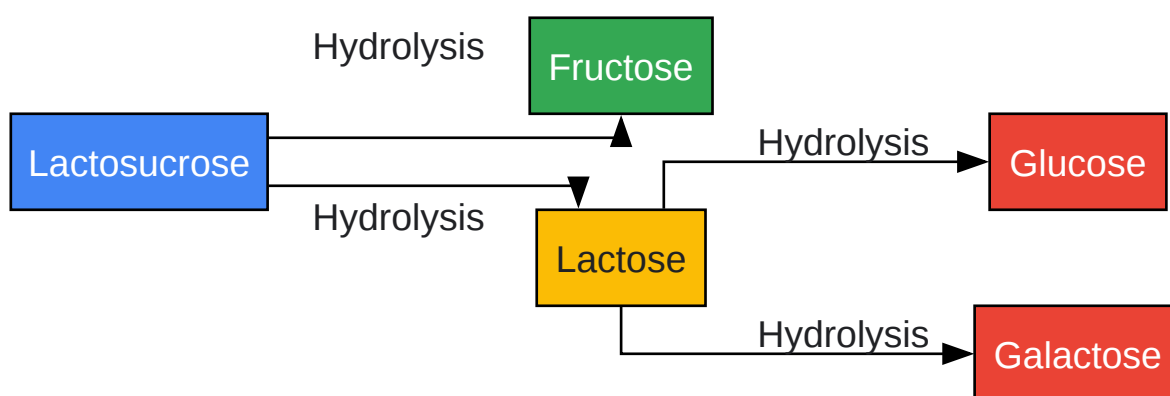 Hydrolysis
Fructose
Lactosucrose
Hydrolysis
Glucose
Hydrolysis
Lactose
Hydrolysis
Galactose